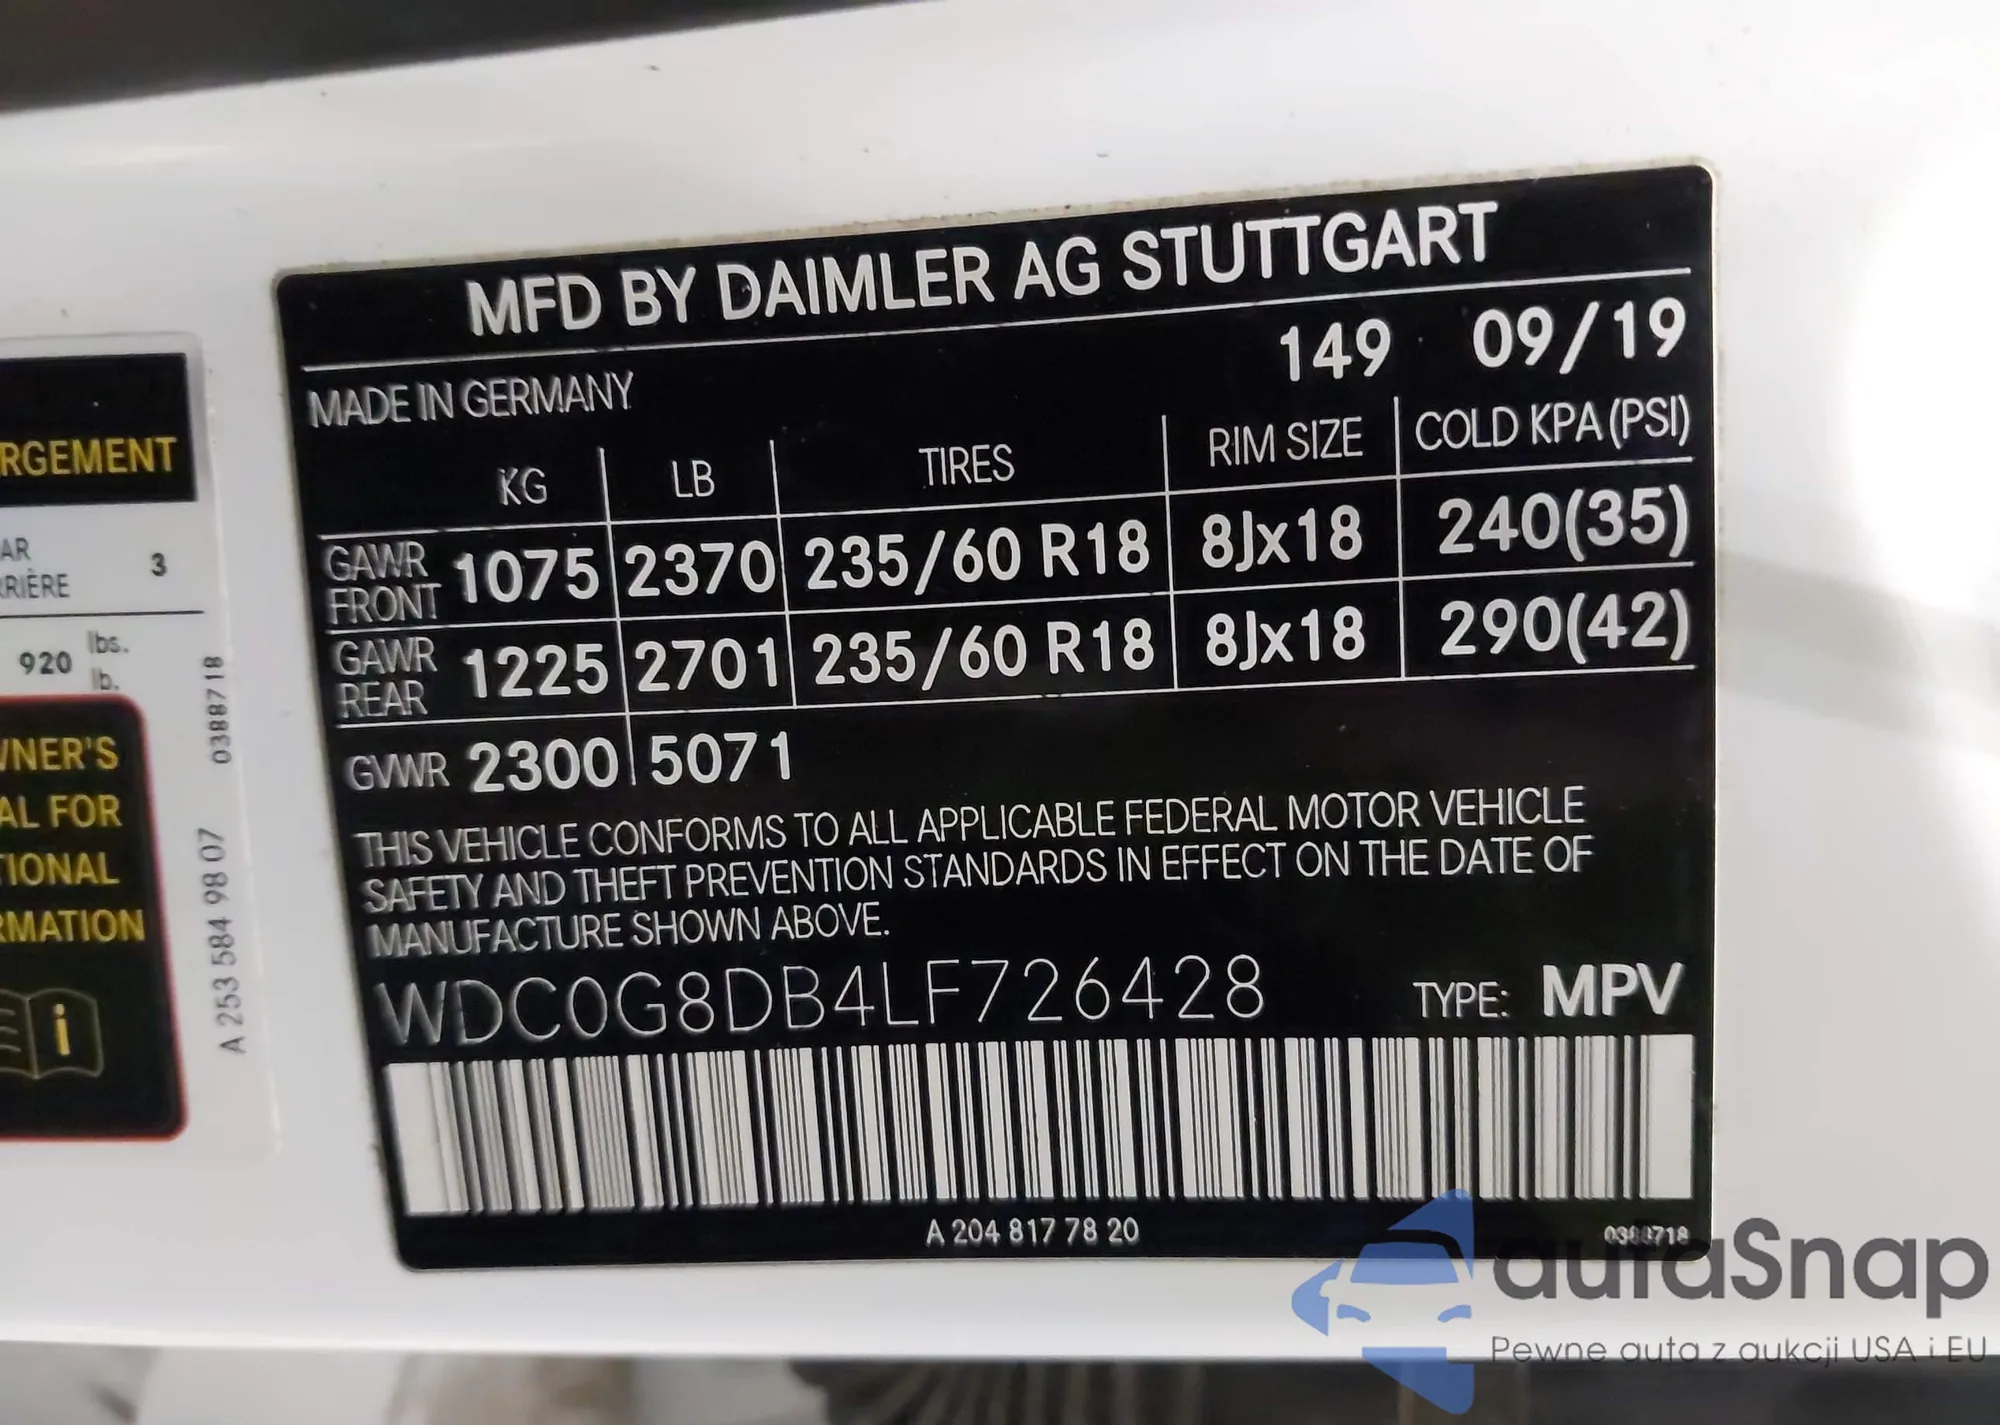 MFD BY DAIMLER AG STUTTGART
149 09/19
MADE IN GERMANY
KG LB TIRES RIM SIZE COLD KPA (PSI)
GAWR FRONT 1075 2370 235/60 R18 8Jx18 240(35)
GAWR REAR 1225 2701 235/60 R18 8Jx18 290(42)
GVWR 2300 5071
THIS VEHICLE CONFORMS TO ALL APPLICABLE FEDERAL MOTOR VEHICLE
SAFETY AND THEFT PREVENTION STANDARDS IN EFFECT ON THE DATE OF
MANUFACTURE SHOWN ABOVE.
WDC0G8DB4LF726428 TYPE: MPV
A 204 817 78 20 0388718
RGEMENT
AR
RRIÈRE 3
920 lbs.
lb.
WNER'S
AL FOR
TIONAL
RMATION
i
A 253 584 98 07 0388718
autaSnap
Pewne auta z aukcji USA i EU